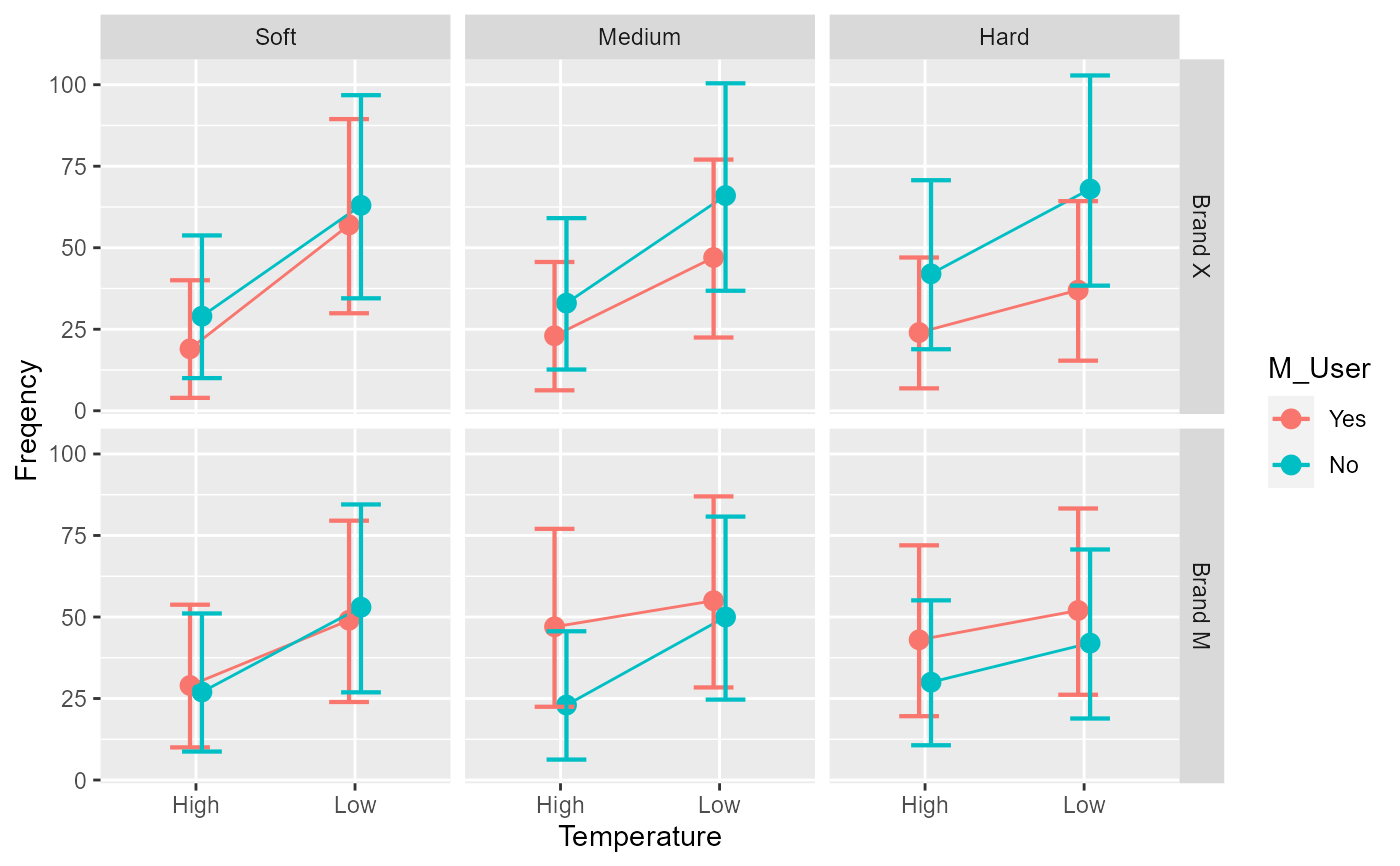 Soft Medium Hard
100
75
50
25
0
Brand X
Freqency
100
75
50
25
0
Brand M
High Low High Low High Low
Temperature
M_User
Yes
No